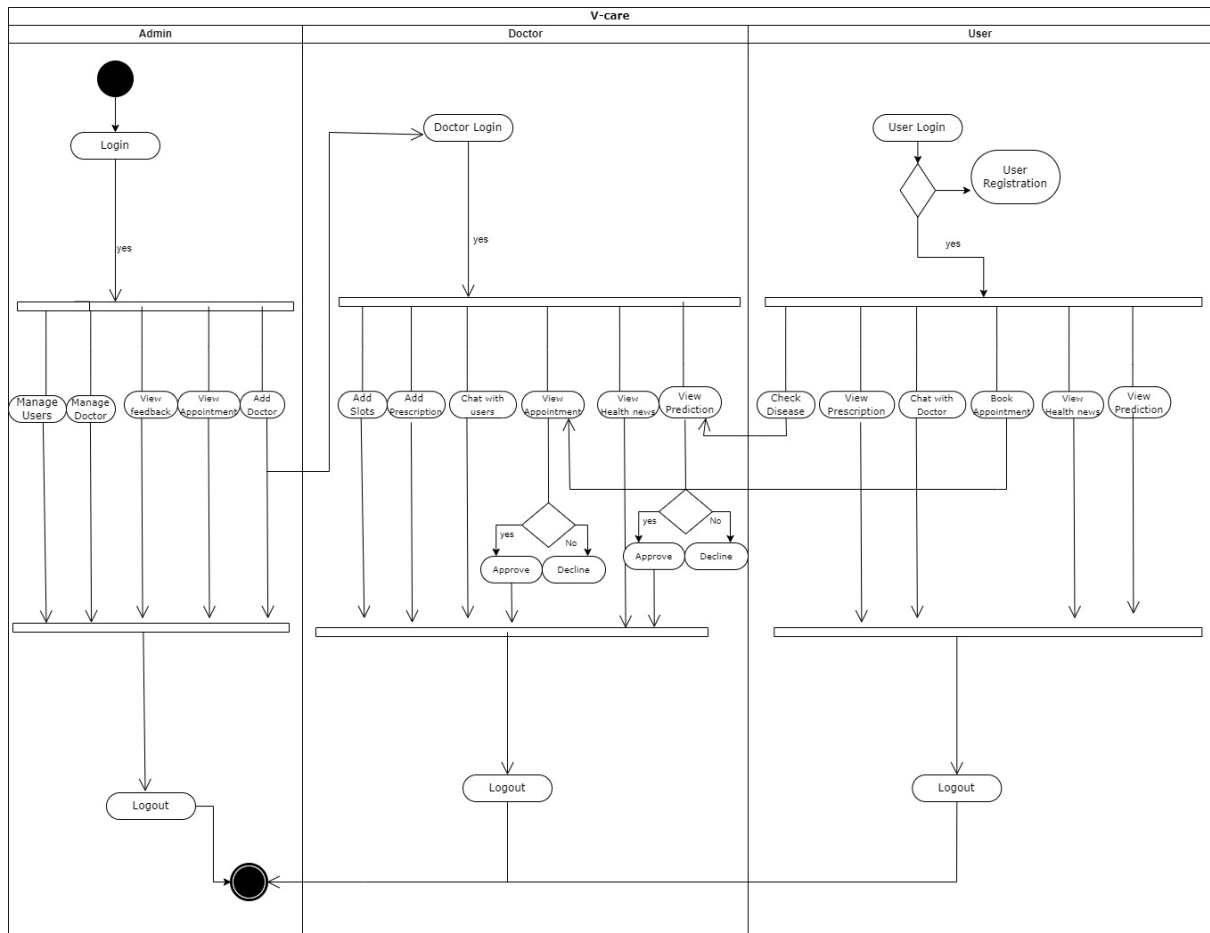 V-care
Admin
Doctor
User
Login
Doctor Login
User Login
User
Registration
yes
yes
yes
Manage
Users
Manage
Doctor
View
feedback
View
Appointment
Add
Doctor
Add
Slots
Add
Prescription
Chat with
users
View
Appointment
View
Health news
View
Prediction
Check
Disease
View
Prescription
Chat with
Doctor
Book
Appointment
View
Health news
View
Prediction
yes
No
Approve
Decline
yes
No
Approve
Decline
Logout
Logout
Logout